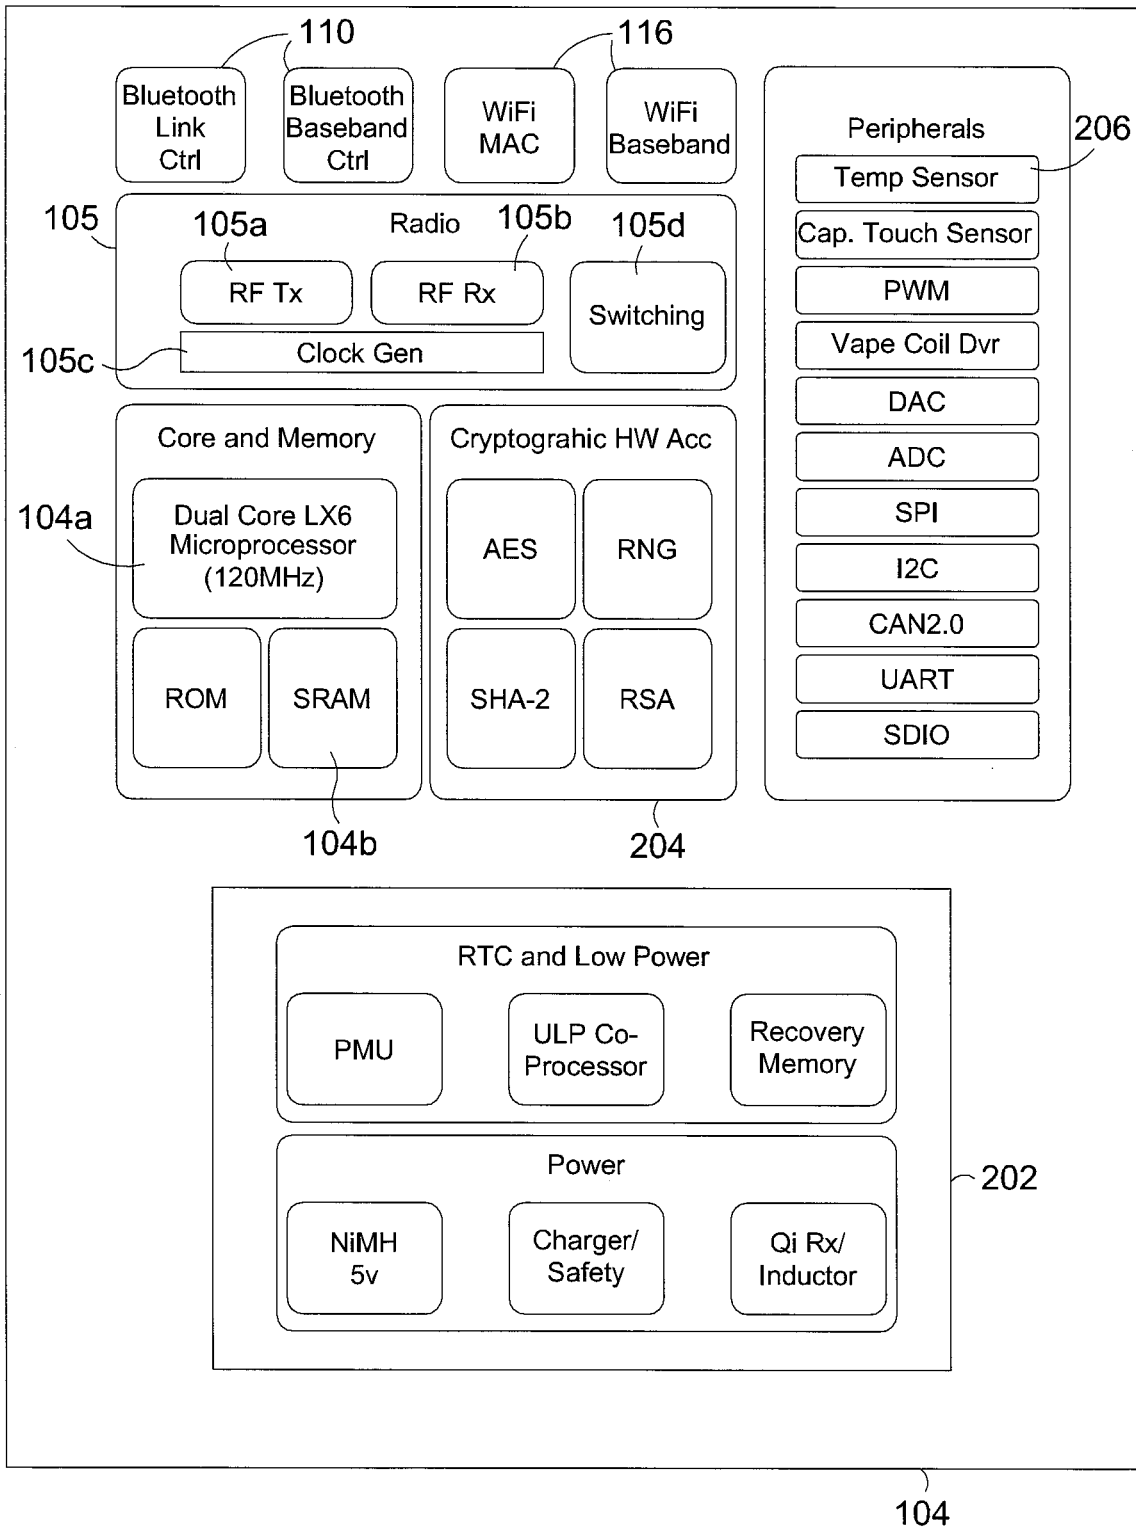 110
116
Bluetooth
Link
Ctrl
Bluetooth
Baseband
Ctrl
WiFi
MAC
WiFi
Baseband
Peripherals
206
Temp Sensor
Cap. Touch Sensor
PWM
Vape Coil Dvr
DAC
ADC
SPI
I2C
CAN2.0
UART
SDIO
105
Radio
105a
105b
105d
RF Tx
RF Rx
Switching
105c
Clock Gen
Core and Memory
104a
Dual Core LX6
Microprocessor
(120MHz)
ROM
SRAM
104b
Cryptograhic HW Acc
AES
RNG
SHA-2
RSA
204
RTC and Low Power
PMU
ULP Co-
Processor
Recovery
Memory
Power
202
NiMH
5v
Charger/
Safety
Qi Rx/
Inductor
104